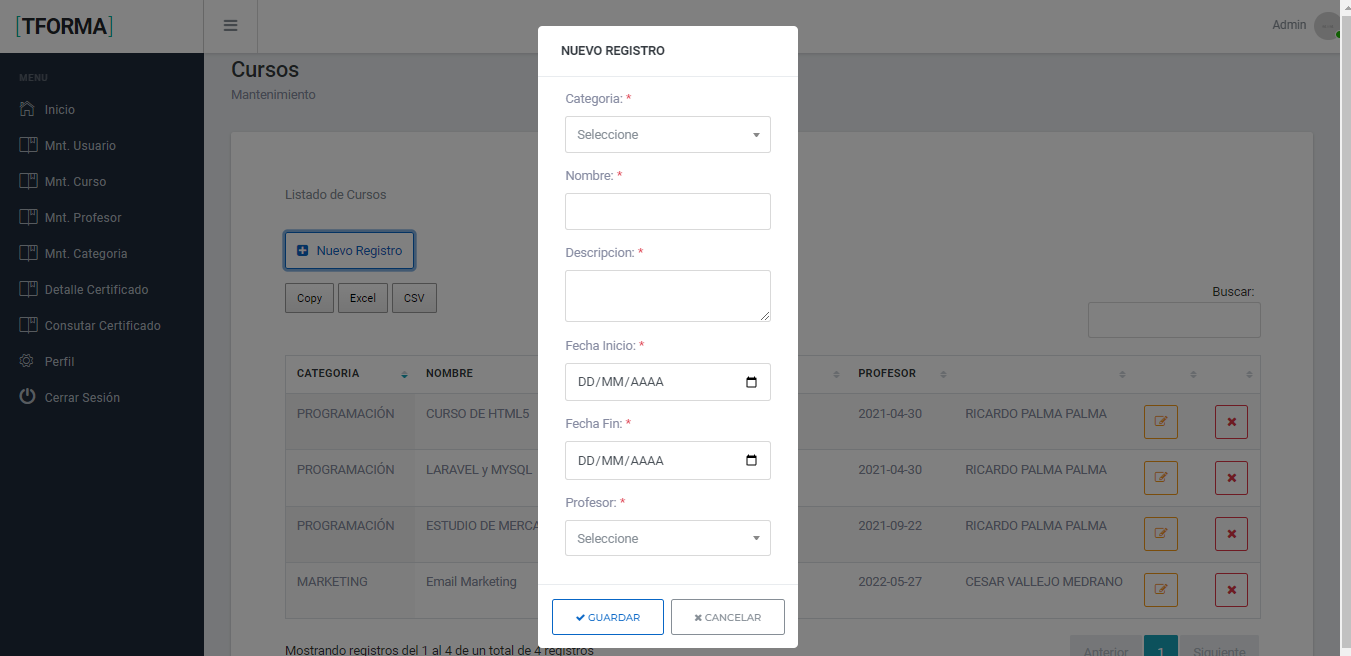 [TFORMA]
Admin
MENU
Inicio
Mnt. Usuario
Mnt. Curso
Mnt. Profesor
Mnt. Categoria
Detalle Certificado
Consutar Certificado
Perfil
Cerrar Sesión
Cursos
Mantenimiento
Listado de Cursos
Nuevo Registro
Copy Excel CSV
Buscar:
CATEGORIA NOMBRE PROFESOR
PROGRAMACIÓN CURSO DE HTML5 2021-04-30 RICARDO PALMA PALMA
PROGRAMACIÓN LARAVEL y MYSQL 2021-04-30 RICARDO PALMA PALMA
PROGRAMACIÓN ESTUDIO DE MERCA 2021-09-22 RICARDO PALMA PALMA
MARKETING Email Marketing 2022-05-27 CESAR VALLEJO MEDRANO
Mostrando registros del 1 al 4 de un total de 4 registros
Anterior 1 Siguiente
NUEVO REGISTRO
Categoria: *
Seleccione
Nombre: *
Descripcion: *
Fecha Inicio: *
DD/MM/AAAA
Fecha Fin: *
DD/MM/AAAA
Profesor: *
Seleccione
GUARDAR CANCELAR